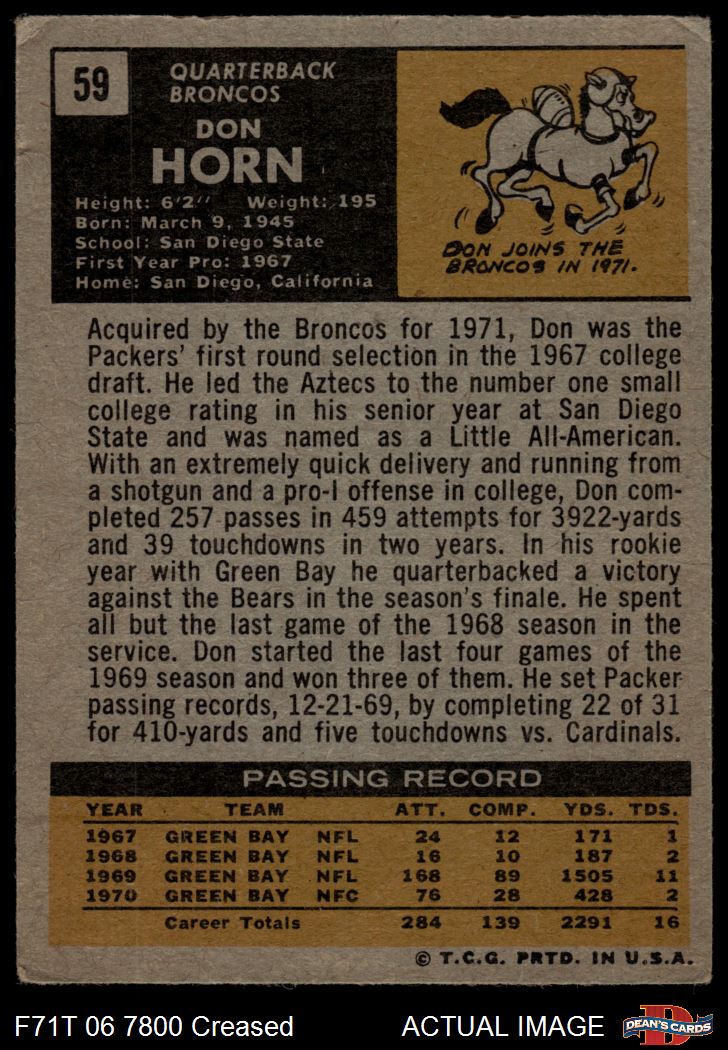 59
QUARTERBACK
BRONCOS
DON
HORN
Height: 6'2'' Weight: 195
Born: March 9, 1945
School: San Diego State
First Year Pro: 1967
Home: San Diego, California
DON JOINS THE
BRONCOS IN 1971.
Acquired by the Broncos for 1971, Don was the
Packers' first round selection in the 1967 college
draft. He led the Aztecs to the number one small
college rating in his senior year at San Diego
State and was named as a Little All-American.
With an extremely quick delivery and running from
a shotgun and a pro-I offense in college, Don com-
pleted 257 passes in 459 attempts for 3922-yards
and 39 touchdowns in two years. In his rookie
year with Green Bay he quarterbacked a victory
against the Bears in the season's finale. He spent
all but the last game of the 1968 season in the
service. Don started the last four games of the
1969 season and won three of them. He set Packer
passing records, 12-21-69, by completing 22 of 31
for 410-yards and five touchdowns vs. Cardinals.
PASSING RECORD
YEAR TEAM ATT. COMP. YDS. TDS.
1967 GREEN BAY NFL 24 12 171 1
1968 GREEN BAY NFL 16 10 187 2
1969 GREEN BAY NFL 168 89 1505 11
1970 GREEN BAY NFC 76 28 428 2
Career Totals 284 139 2291 16
© T.C.G. PRTD. IN U.S.A.
F71T 06 7800 Creased ACTUAL IMAGE
D
DEAN'S CARDS